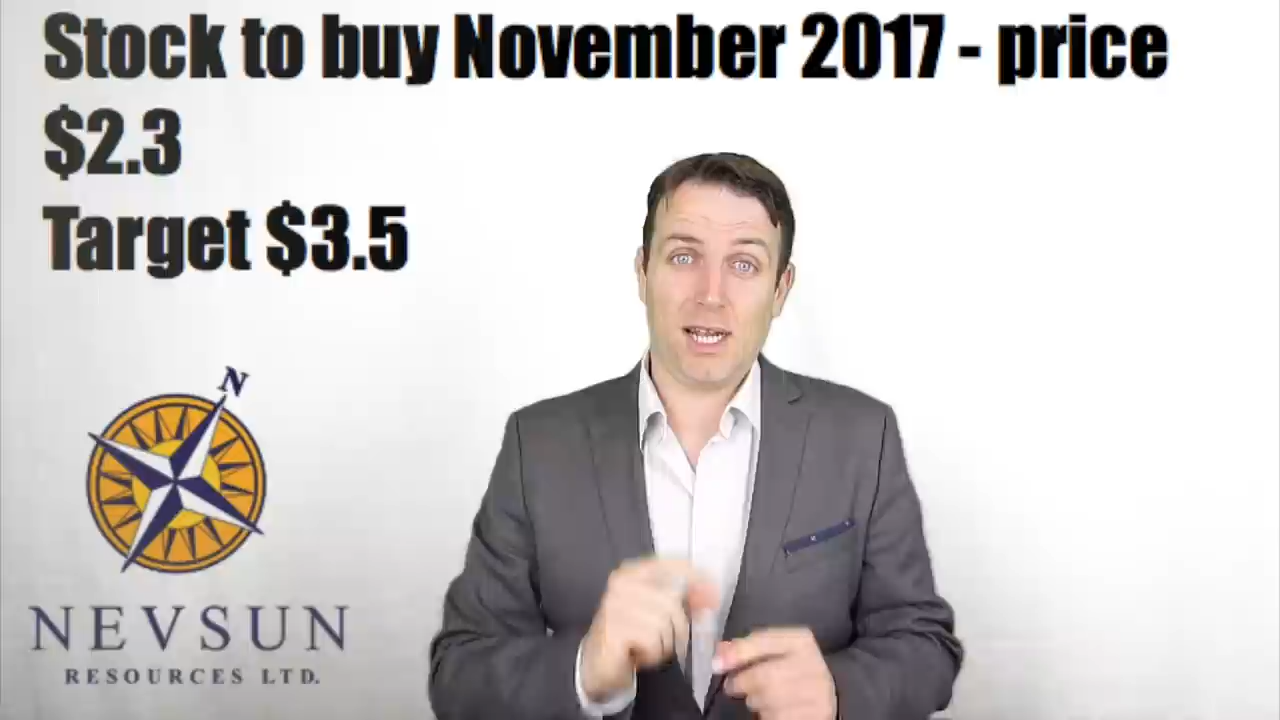 Stock to buy November 2017 - price
$2.3
Target $3.5
N
NEVSUN
RESOURCES LTD.